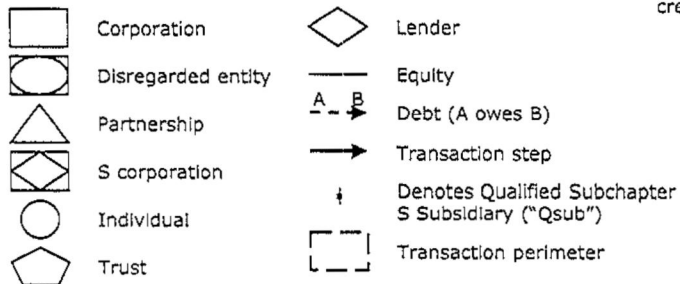 cre
Corporation
Disregarded entity
Partnership
S corporation
Individual
Trust
Lender
Equity
A B
Debt (A owes B)
Transaction step
Denotes Qualified Subchapter
S Subsidiary ("Qsub")
Transaction perimeter